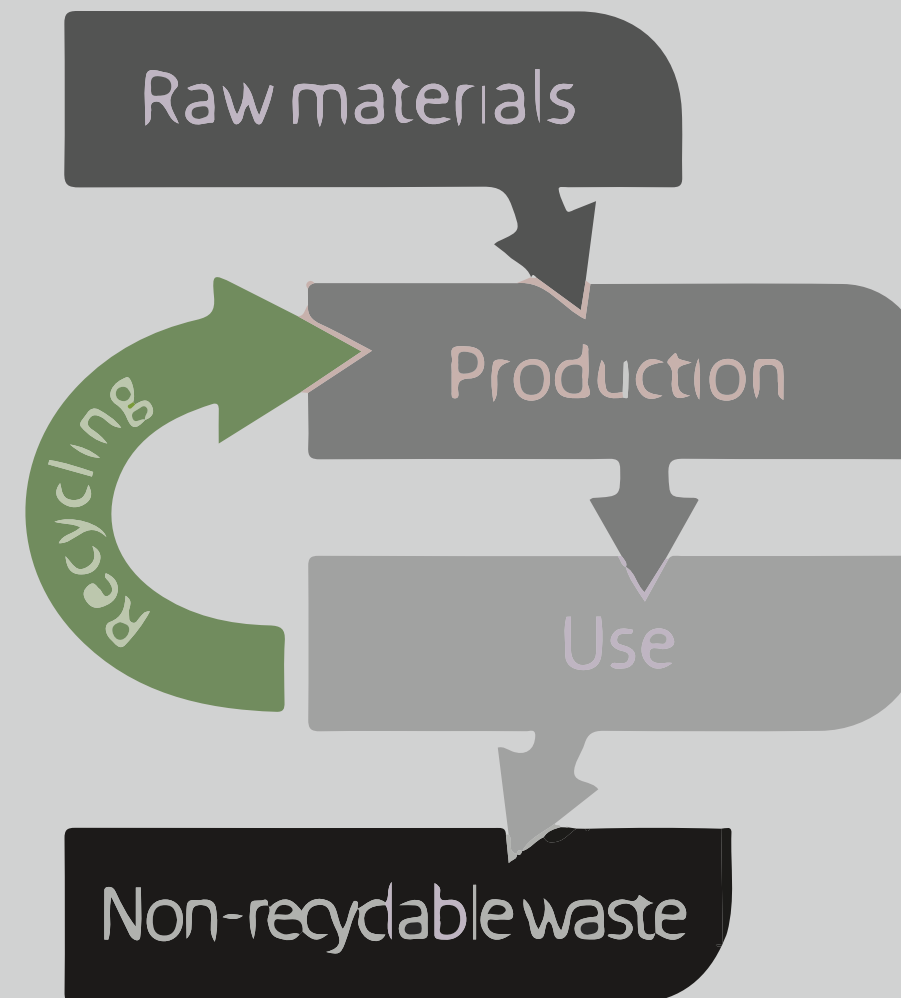 Raw materials
Production
Recycling
Use
Non-recyclable waste